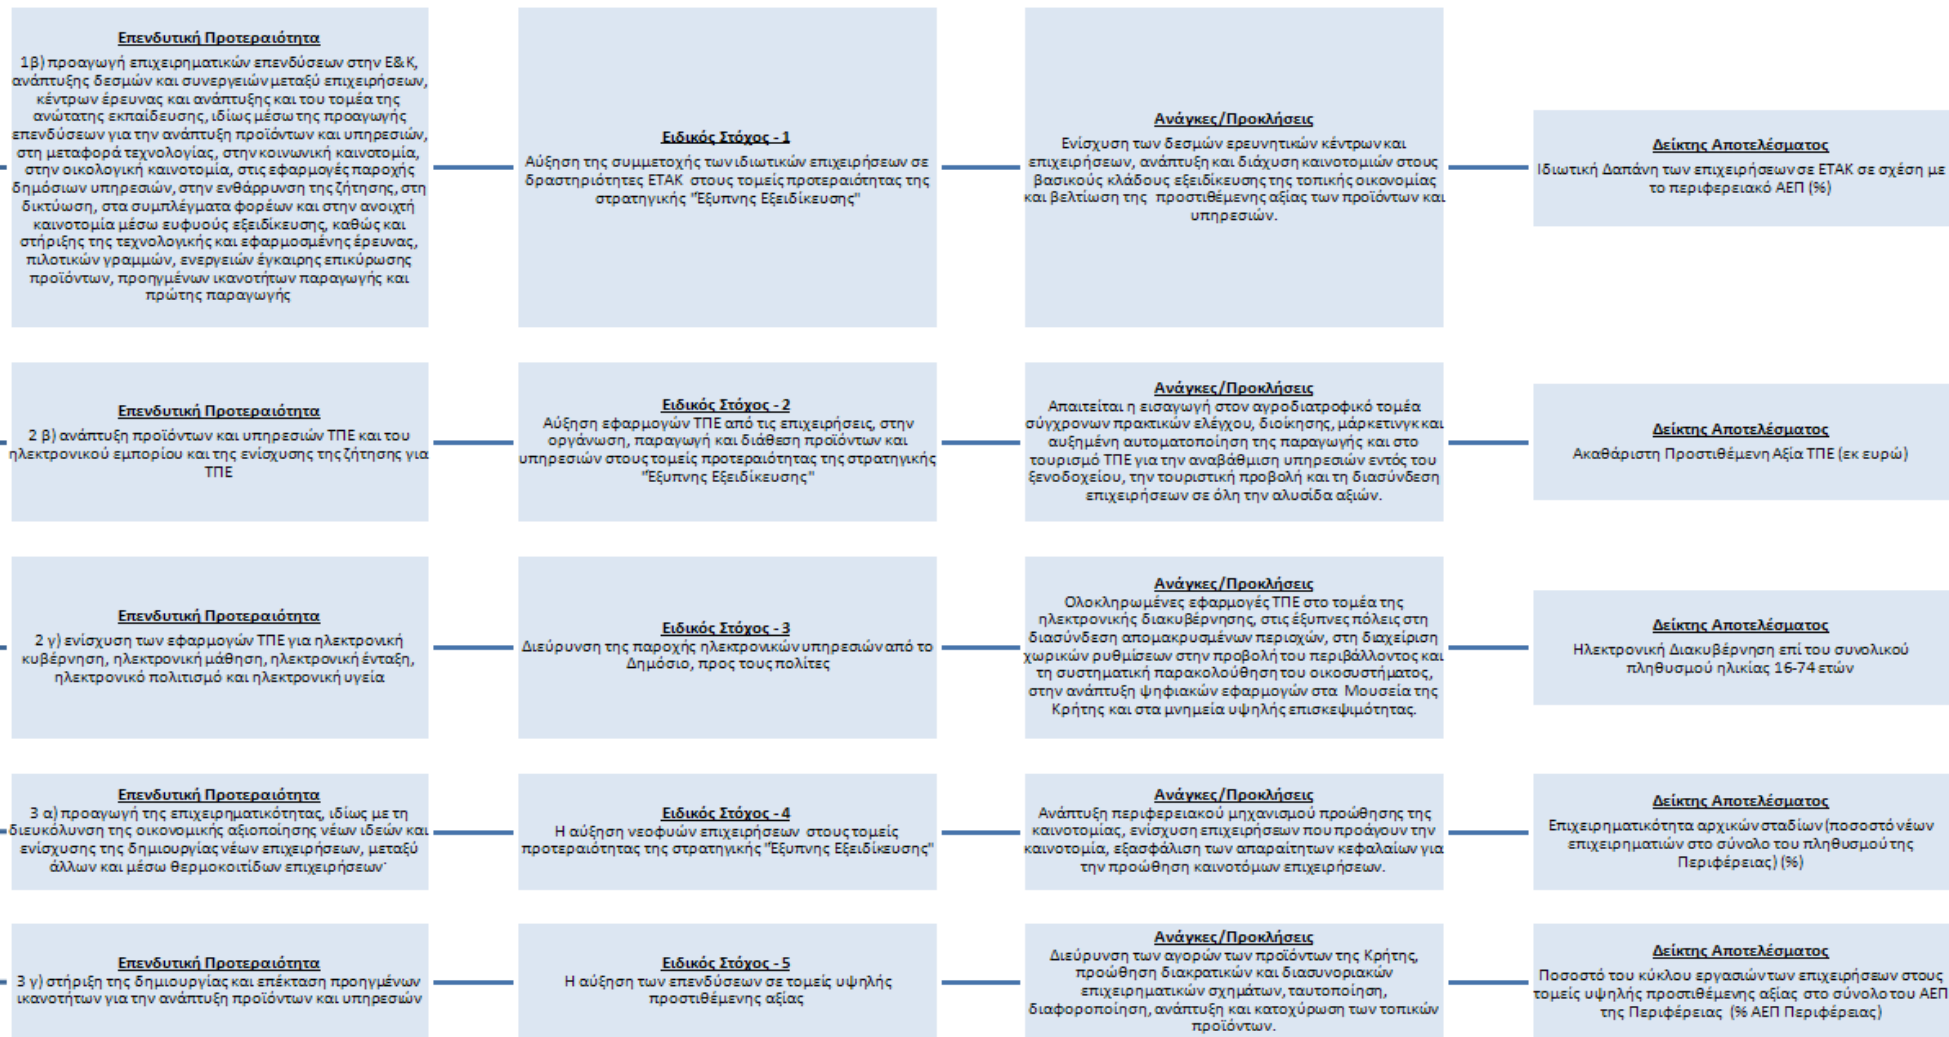 Επενδυτική Προτεραιότητα
1β) προαγωγή επιχειρηματικών επενδύσεων στην Ε&Κ,
ανάπτυξης δεσμών και συνεργειών μεταξύ επιχειρήσεων,
κέντρων έρευνας και ανάπτυξης και του τομέα της
ανώτατης εκπαίδευσης, ιδίως μέσω της προαγωγής
επενδύσεων για την ανάπτυξη προϊόντων και υπηρεσιών,
στη μεταφορά τεχνολογίας, στην κοινωνική καινοτομία,
στην οικολογική καινοτομία, στις εφαρμογές παροχής
δημόσιων υπηρεσιών, στην ενθάρρυνση της ζήτησης, στη
δικτύωση, στα συμπλέγματα φορέων και στην ανοιχτή
καινοτομία μέσω ευφυούς εξειδίκευσης, καθώς και
στήριξης της τεχνολογικής και εφαρμοσμένης έρευνας,
πιλοτικών γραμμών, ενεργειών έγκαιρης επικύρωσης
προϊόντων, προηγμένων ικανοτήτων παραγωγής και
πρώτης παραγωγής
Ειδικός Στόχος - 1
Αύξηση της συμμετοχής των ιδιωτικών επιχειρήσεων σε
δραστηριότητες ΕΤΑΚ στους τομείς προτεραιότητας της
στρατηγικής "Έξυπνης Εξειδίκευσης"
Ανάγκες/Προκλήσεις
Ενίσχυση των δεσμών ερευνητικών κέντρων και
επιχειρήσεων, ανάπτυξη και διάχυση καινοτομιών στους
βασικούς κλάδους εξειδίκευσης της τοπικής οικονομίας
και βελτίωση της προστιθέμενης αξίας των προϊόντων και
υπηρεσιών.
Δείκτης Αποτελέσματος
Ιδιωτική Δαπάνη των επιχειρήσεων σε ΕΤΑΚ σε σχέση με
το περιφερειακό ΑΕΠ (%)
Επενδυτική Προτεραιότητα
2 β) ανάπτυξη προϊόντων και υπηρεσιών ΤΠΕ και του
ηλεκτρονικού εμπορίου και της ενίσχυσης της ζήτησης για
ΤΠΕ
Ειδικός Στόχος - 2
Αύξηση εφαρμογών ΤΠΕ από τις επιχειρήσεις, στην
οργάνωση, παραγωγή και διάθεση προϊόντων και
υπηρεσιών στους τομείς προτεραιότητας της στρατηγικής
"Έξυπνης Εξειδίκευσης"
Ανάγκες/Προκλήσεις
Απαιτείται η εισαγωγή στον αγροδιατροφικό τομέα
σύγχρονων πρακτικών ελέγχου, διοίκησης, μάρκετινγκ και
αυξημένη αυτοματοποίηση της παραγωγής και στο
τουρισμό ΤΠΕ για την αναβάθμιση υπηρεσιών εντός του
ξενοδοχείου, την τουριστική προβολή και τη διασύνδεση
επιχειρήσεων σε όλη την αλυσίδα αξιών.
Δείκτης Αποτελέσματος
Ακαθάριστη Προστιθέμενη Αξία ΤΠΕ (εκ ευρώ)
Επενδυτική Προτεραιότητα
2 γ) ενίσχυση των εφαρμογών ΤΠΕ για ηλεκτρονική
κυβέρνηση, ηλεκτρονική μάθηση, ηλεκτρονική ένταξη,
ηλεκτρονικό πολιτισμό και ηλεκτρονική υγεία
Ειδικός Στόχος - 3
Διεύρυνση της παροχής ηλεκτρονικών υπηρεσιών από το
Δημόσιο, προς τους πολίτες
Ανάγκες/Προκλήσεις
Ολοκληρωμένες εφαρμογές ΤΠΕ στο τομέα της
ηλεκτρονικής διακυβέρνησης, στις έξυπνες πόλεις στη
διασύνδεση απομακρυσμένων περιοχών, στη διαχείριση
χωρικών ρυθμίσεων στην προβολή του περιβάλλοντος και
τη συστηματική παρακολούθηση του οικοσυστήματος,
στην ανάπτυξη ψηφιακών εφαρμογών στα Μουσεία της
Κρήτης και στα μνημεία υψηλής επισκεψιμότητας.
Δείκτης Αποτελέσματος
Ηλεκτρονική Διακυβέρνηση επί του συνολικού
πληθυσμού ηλικίας 16-74 ετών
Επενδυτική Προτεραιότητα
3 α) προαγωγή της επιχειρηματικότητας, ιδίως με τη
διευκόλυνση της οικονομικής αξιοποίησης νέων ιδεών και
ενίσχυσης της δημιουργίας νέων επιχειρήσεων, μεταξύ
άλλων και μέσω θερμοκοιτίδων επιχειρήσεων˙
Ειδικός Στόχος - 4
Η αύξηση νεοφυών επιχειρήσεων στους τομείς
προτεραιότητας της στρατηγικής "Έξυπνης Εξειδίκευσης"
Ανάγκες/Προκλήσεις
Ανάπτυξη περιφερειακού μηχανισμού προώθησης της
καινοτομίας, ενίσχυση επιχειρήσεων που προάγουν την
καινοτομία, εξασφάλιση των απαραίτητων κεφαλαίων για
την προώθηση καινοτόμων επιχειρήσεων.
Δείκτης Αποτελέσματος
Επιχειρηματικότητα αρχικών σταδίων (ποσοστό νέων
επιχειρηματιών στο σύνολο του πληθυσμού της
Περιφέρειας) (%)
Επενδυτική Προτεραιότητα
3 γ) στήριξη της δημιουργίας και επέκταση προηγμένων
ικανοτήτων για την ανάπτυξη προϊόντων και υπηρεσιών
Ειδικός Στόχος - 5
Η αύξηση των επενδύσεων σε τομείς υψηλής
προστιθέμενης αξίας
Ανάγκες/Προκλήσεις
Διεύρυνση των αγορών των προϊόντων της Κρήτης,
προώθηση διακρατικών και διασυνοριακών
επιχειρηματικών σχημάτων, ταυτοποίηση,
διαφοροποίηση, ανάπτυξη και κατοχύρωση των τοπικών
προϊόντων.
Δείκτης Αποτελέσματος
Ποσοστό του κύκλου εργασιών των επιχειρήσεων στους
τομείς υψηλής προστιθέμενης αξίας στο σύνολο του ΑΕΠ
της Περιφέρειας (% ΑΕΠ Περιφέρειας)